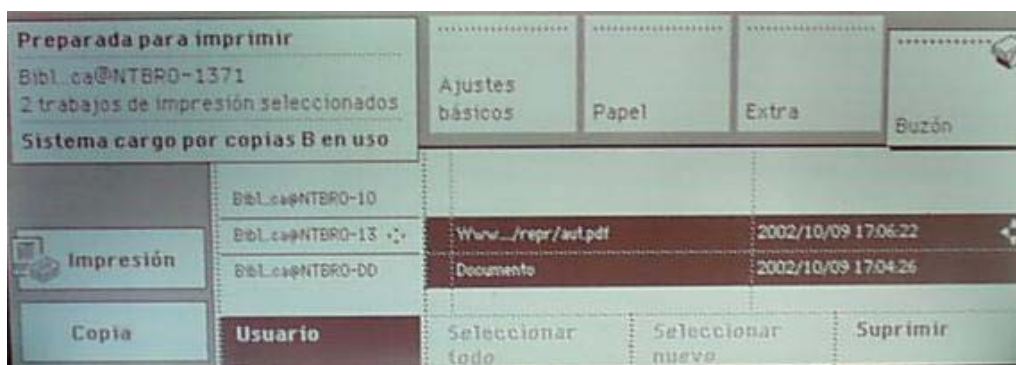 Preparada para imprimir
Bibl..ca@NTBRO-1371
2 trabajos de impresión seleccionados
Sistema cargo por copias B en uso
Ajustes
básicos
Papel
Extra
Buzón
Bibl..ca@NTBRO-10
Bibl..ca@NTBRO-13
Www.../repr/aut.pdf
2002/10/09 17:06:22
Bibl..ca@NTBRO-DD
Documento
2002/10/09 17:04:26
Impresión
Copia
Usuario
Seleccionar
todo
Seleccionar
nuevo
Suprimir